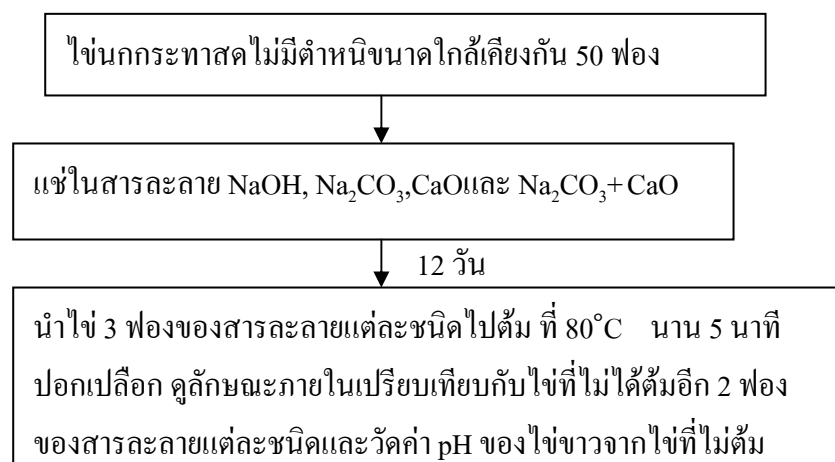 ไข่นกกระทาสดไม่มีตำหนิขนาดใกล้เคียงกัน 50 ฟอง
แช่ในสารละลาย NaOH, Na₂CO₃,CaOและ Na₂CO₃+ CaO
12 วัน
นำไข่ 3 ฟองของสารละลายแต่ละชนิดไปต้ม ที่ 80°C นาน 5 นาที
ปอกเปลือก ดูลักษณะภายในเปรียบเทียบกับไข่ที่ไม่ได้ต้มอีก 2 ฟอง
ของสารละลายแต่ละชนิดและวัดค่า pH ของไข่ขาวจากไข่ที่ไม่ต้ม